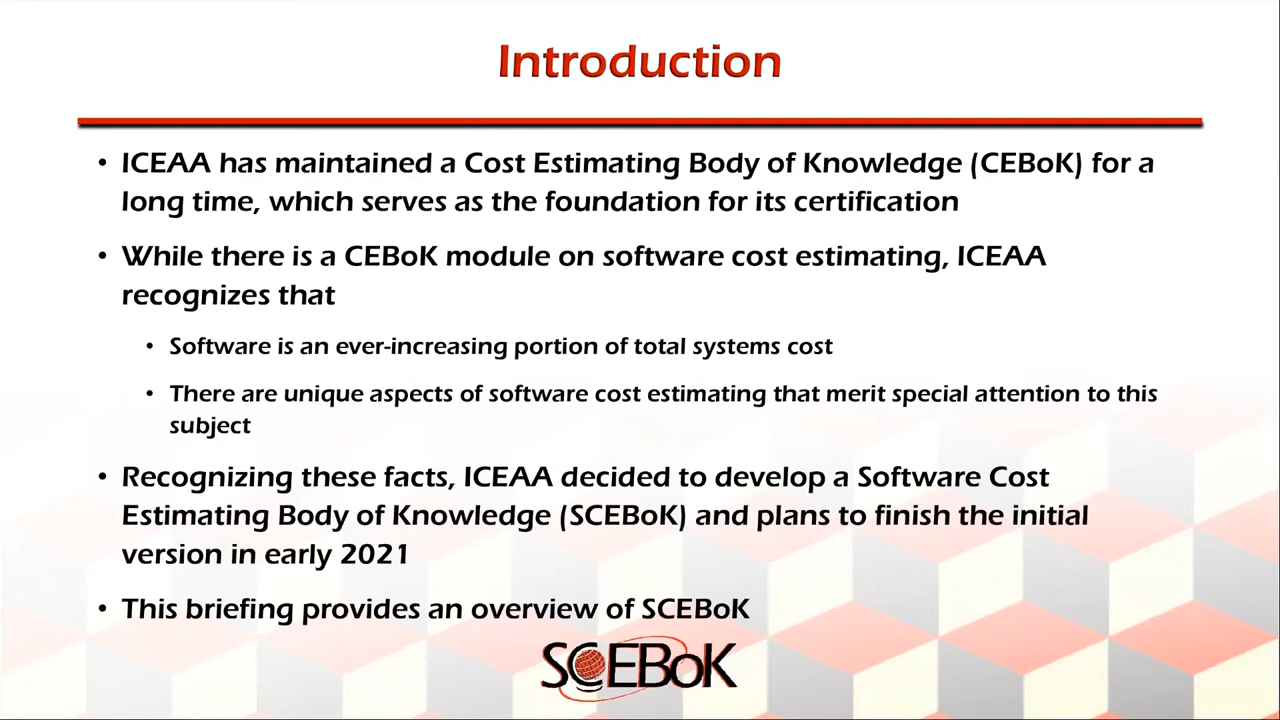 Introduction
• ICEAA has maintained a Cost Estimating Body of Knowledge (CEBoK) for a
long time, which serves as the foundation for its certification
• While there is a CEBoK module on software cost estimating, ICEAA
recognizes that
• Software is an ever-increasing portion of total systems cost
• There are unique aspects of software cost estimating that merit special attention to this
subject
• Recognizing these facts, ICEAA decided to develop a Software Cost
Estimating Body of Knowledge (SCEBoK) and plans to finish the initial
version in early 2021
• This briefing provides an overview of SCEBoK
SCEBoK